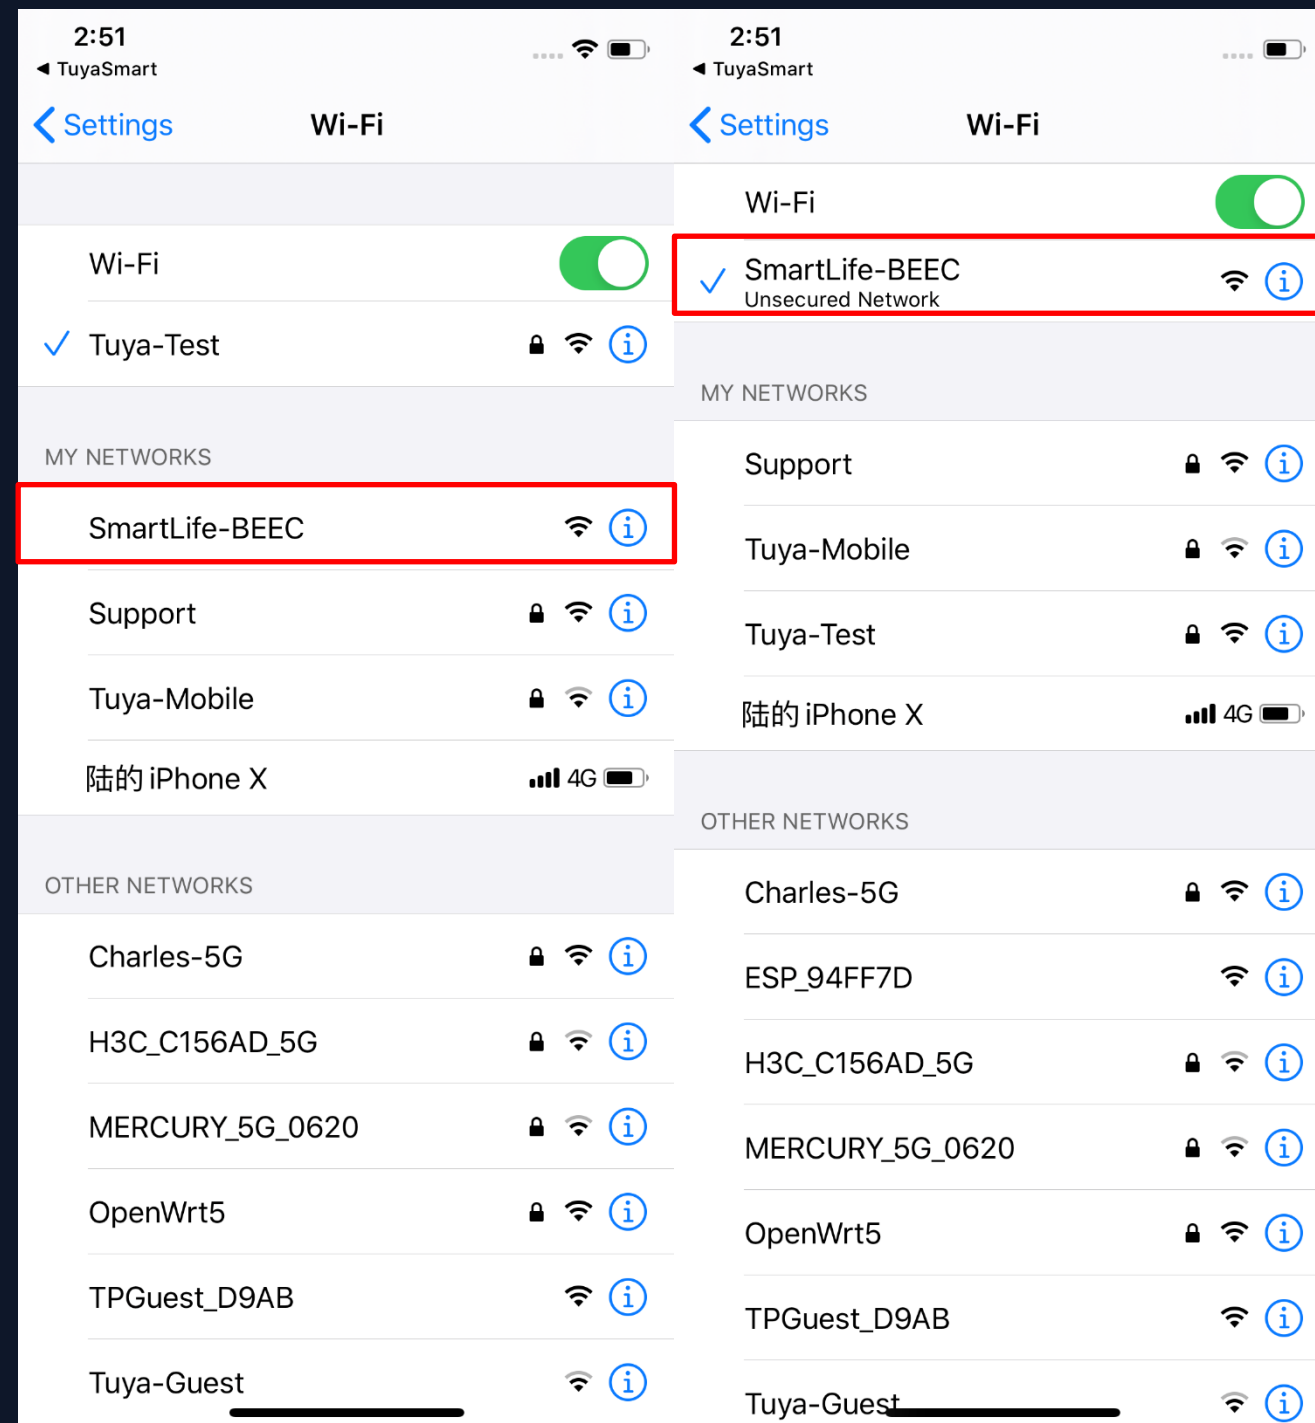 2:51
◀ TuyaSmart
Settings
Wi-Fi
Wi-Fi
Tuya-Test
MY NETWORKS
SmartLife-BEEC
Support
Tuya-Mobile
陆的 iPhone X
4G
OTHER NETWORKS
Charles-5G
H3C_C156AD_5G
MERCURY_5G_0620
OpenWrt5
TPGuest_D9AB
Tuya-Guest
2:51
◀ TuyaSmart
Settings
Wi-Fi
Wi-Fi
SmartLife-BEEC
Unsecured Network
MY NETWORKS
Support
Tuya-Mobile
Tuya-Test
陆的 iPhone X
4G
OTHER NETWORKS
Charles-5G
ESP_94FF7D
H3C_C156AD_5G
MERCURY_5G_0620
OpenWrt5
TPGuest_D9AB
Tuya-Guest